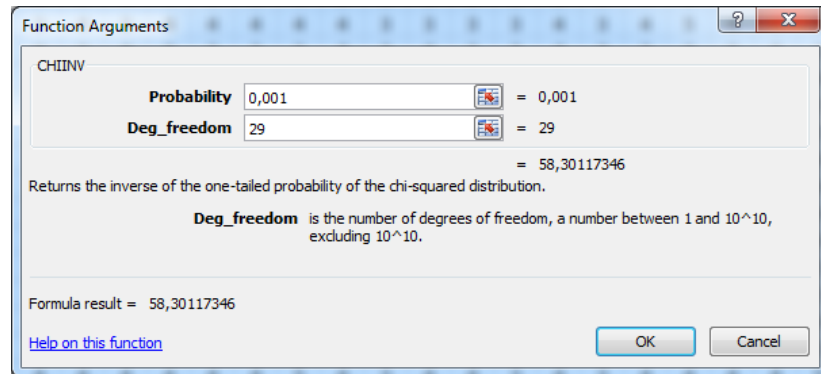 Function Arguments
CHIINV
Probability 0,001 = 0,001
Deg_freedom 29 = 29
= 58,30117346
Returns the inverse of the one-tailed probability of the chi-squared distribution.
Deg_freedom is the number of degrees of freedom, a number between 1 and 10^10,
excluding 10^10.
Formula result = 58,30117346
Help on this function OK Cancel